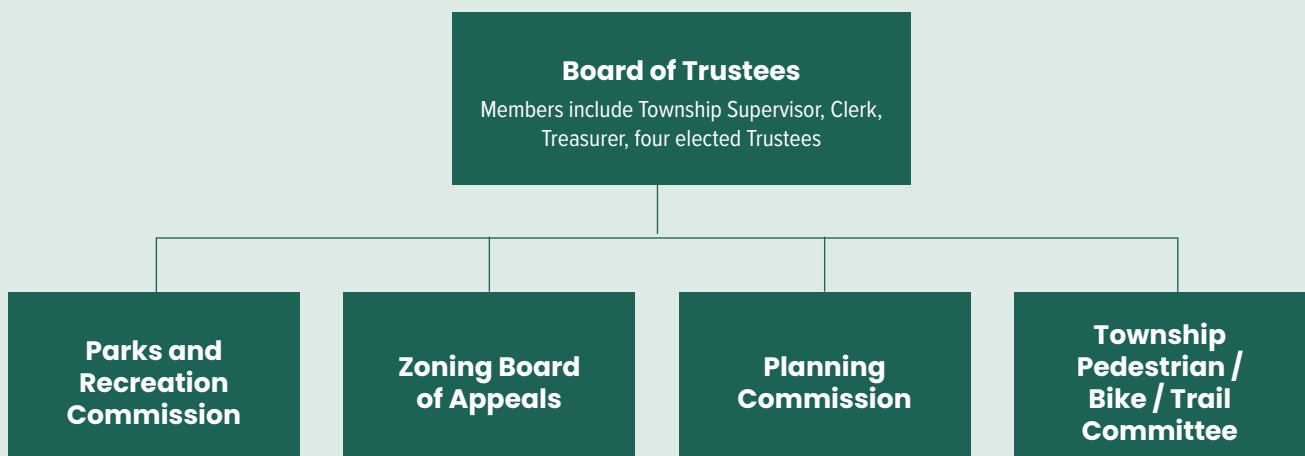 Board of Trustees
Members include Township Supervisor, Clerk,
Treasurer, four elected Trustees
Parks and
Recreation
Commission
Zoning Board
of Appeals
Planning
Commission
Township
Pedestrian /
Bike / Trail
Committee